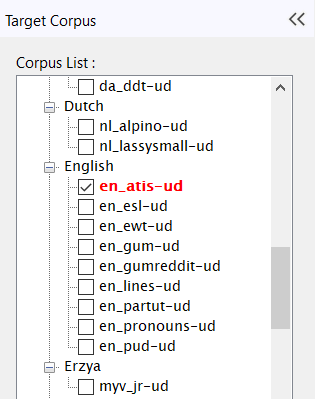 Target Corpus
Corpus List :
da_ddt-ud
Dutch
nl_alpino-ud
nl_lassysmall-ud
English
en_atis-ud
en_esl-ud
en_ewt-ud
en_gum-ud
en_gumreddit-ud
en_lines-ud
en_partut-ud
en_pronouns-ud
en_pud-ud
Erzya
myv_jr-ud